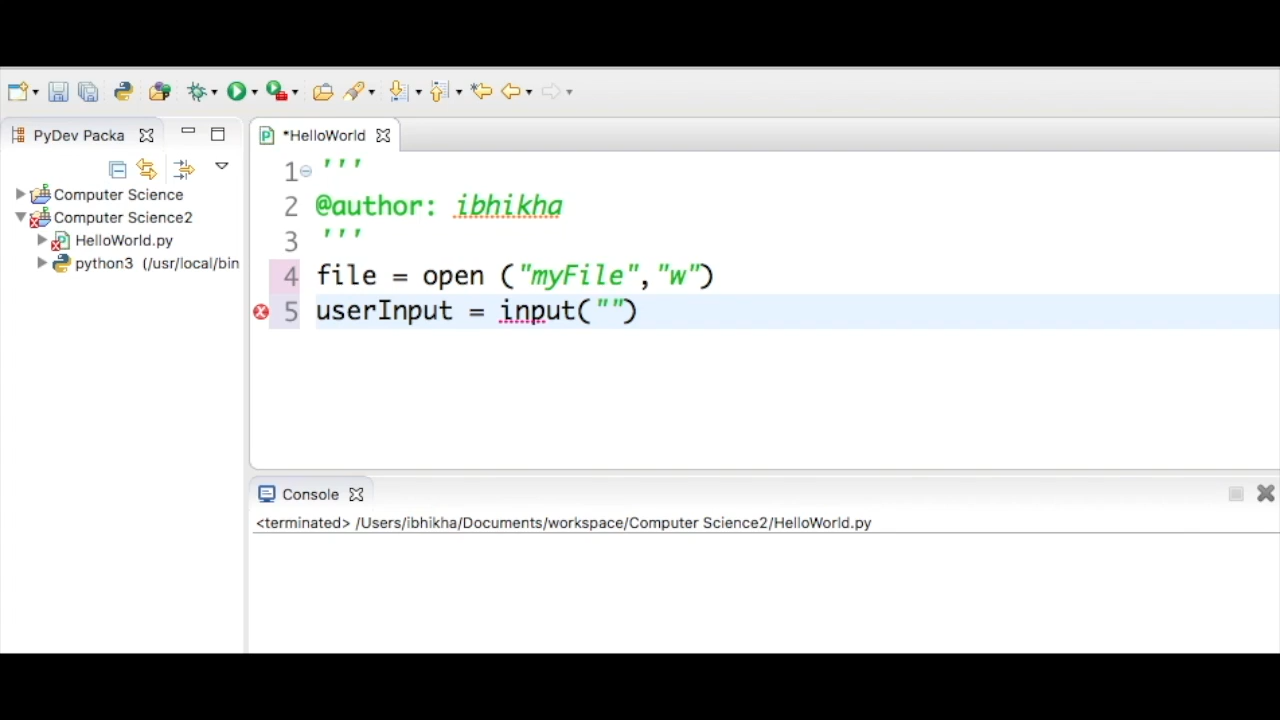 PyDev Packa
Computer Science
Computer Science2
HelloWorld.py
python3 (/usr/local/bin
*HelloWorld
1 '''
2 @author: ibhikha
3 '''
4 file = open ("myFile","w")
5 userInput = input("")
Console
<terminated> /Users/ibhikha/Documents/workspace/Computer Science2/HelloWorld.py